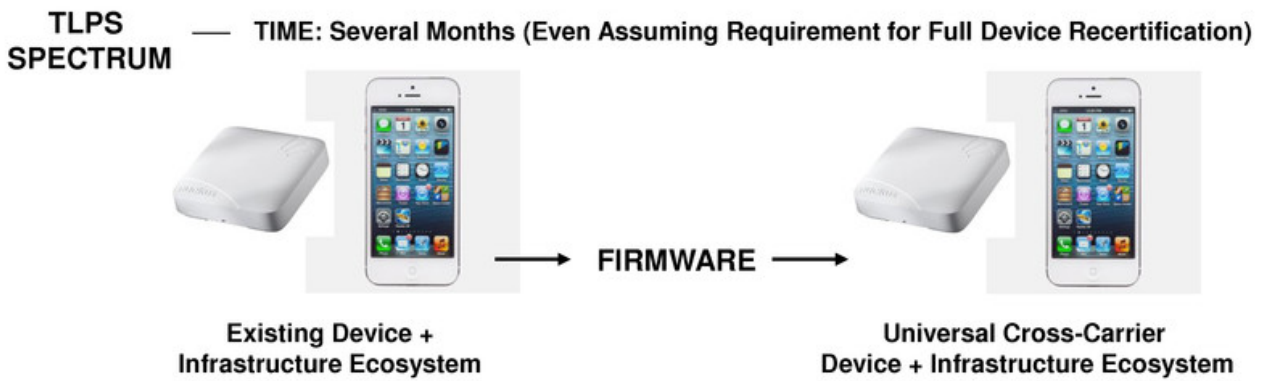 TLPS
SPECTRUM
— TIME: Several Months (Even Assuming Requirement for Full Device Recertification)
FIRMWARE
Existing Device +
Infrastructure Ecosystem
Universal Cross-Carrier
Device + Infrastructure Ecosystem